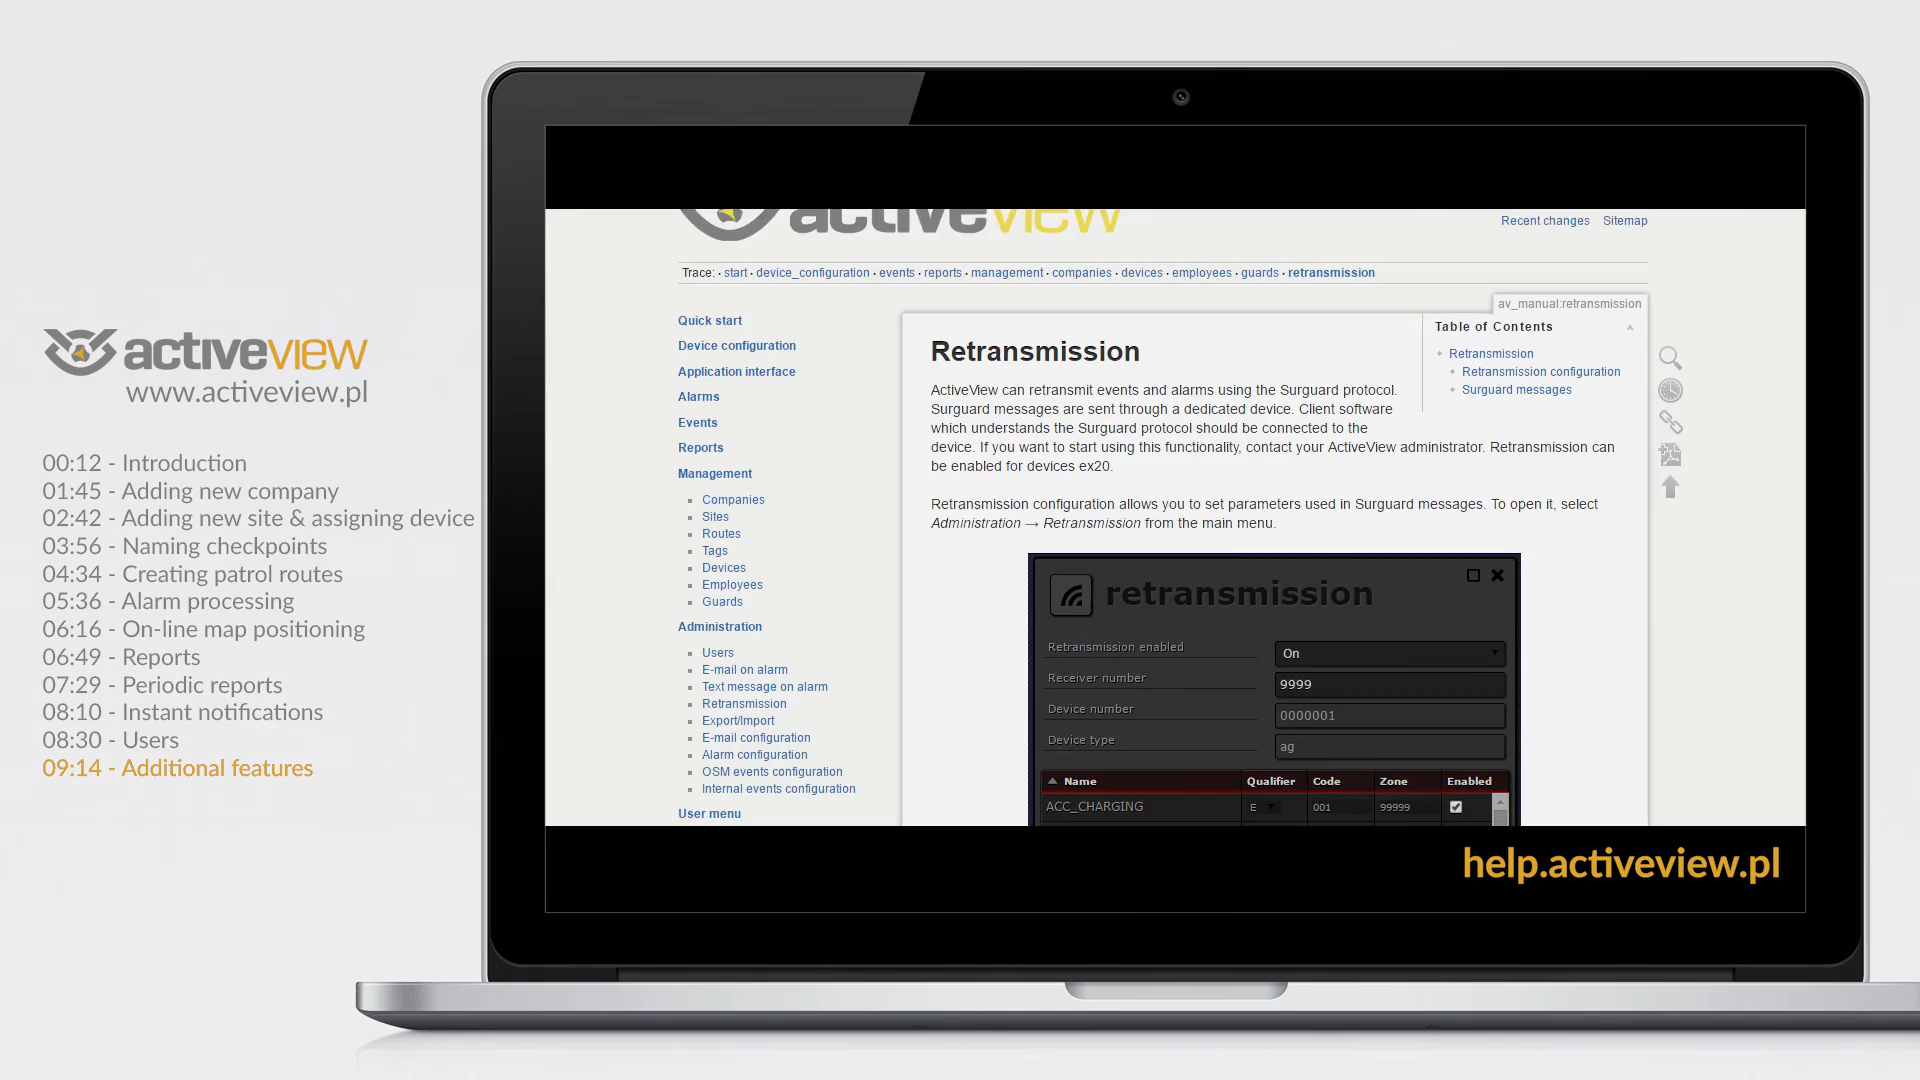 activeview
www.activeview.pl
00:12 - Introduction
01:45 - Adding new company
02:42 - Adding new site & assigning device
03:56 - Naming checkpoints
04:34 - Creating patrol routes
05:36 - Alarm processing
06:16 - On-line map positioning
06:49 - Reports
07:29 - Periodic reports
08:10 - Instant notifications
08:30 - Users
09:14 - Additional features
activeview
Recent changes Sitemap
Trace: • start • device_configuration • events • reports • management • companies • devices • employees • guards • retransmission
Quick start
Device configuration
Application interface
Alarms
Events
Reports
Management
Companies
Sites
Routes
Tags
Devices
Employees
Guards
Administration
Users
E-mail on alarm
Text message on alarm
Retransmission
Export/Import
E-mail configuration
Alarm configuration
OSM events configuration
Internal events configuration
User menu
av_manual:retransmission
Table of Contents
Retransmission
Retransmission configuration
Surguard messages
Retransmission
ActiveView can retransmit events and alarms using the Surguard protocol.
Surguard messages are sent through a dedicated device. Client software
which understands the Surguard protocol should be connected to the
device. If you want to start using this functionality, contact your ActiveView administrator. Retransmission can
be enabled for devices ex20.
Retransmission configuration allows you to set parameters used in Surguard messages. To open it, select
Administration → Retransmission from the main menu.
retransmission
Retransmission enabled On
Receiver number 9999
Device number 0000001
Device type ag
Name Qualifier Code Zone Enabled
ACC_CHARGING E 001 99999
help.activeview.pl